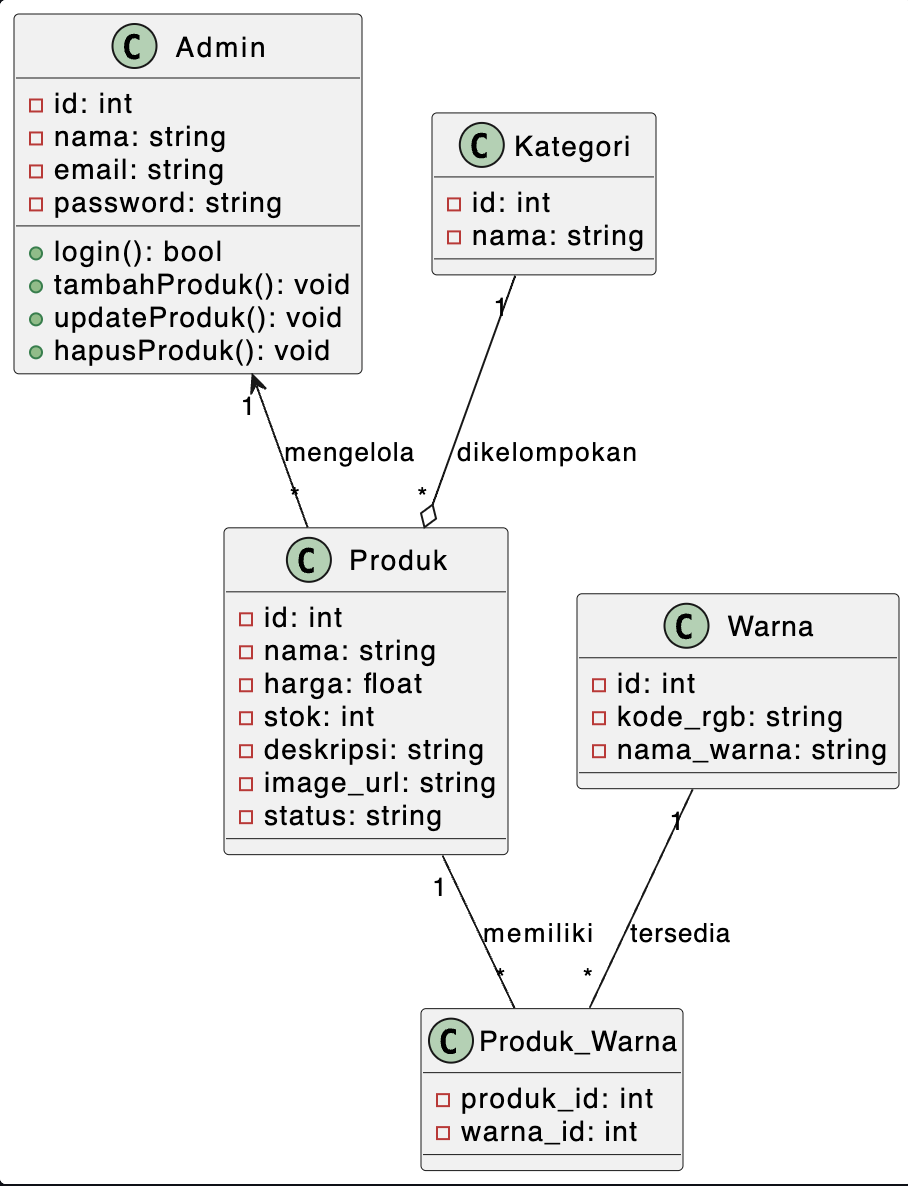 C Admin
id: int
nama: string
email: string
password: string
login(): bool
tambahProduk(): void
updateProduk(): void
hapusProduk(): void
C Kategori
id: int
nama: string
1
1
mengelola
dikelompokan
*
*
C Produk
id: int
nama: string
harga: float
stok: int
deskripsi: string
image_url: string
status: string
C Warna
id: int
kode_rgb: string
nama_warna: string
1
1
memiliki
tersedia
*
*
C Produk_Warna
produk_id: int
warna_id: int